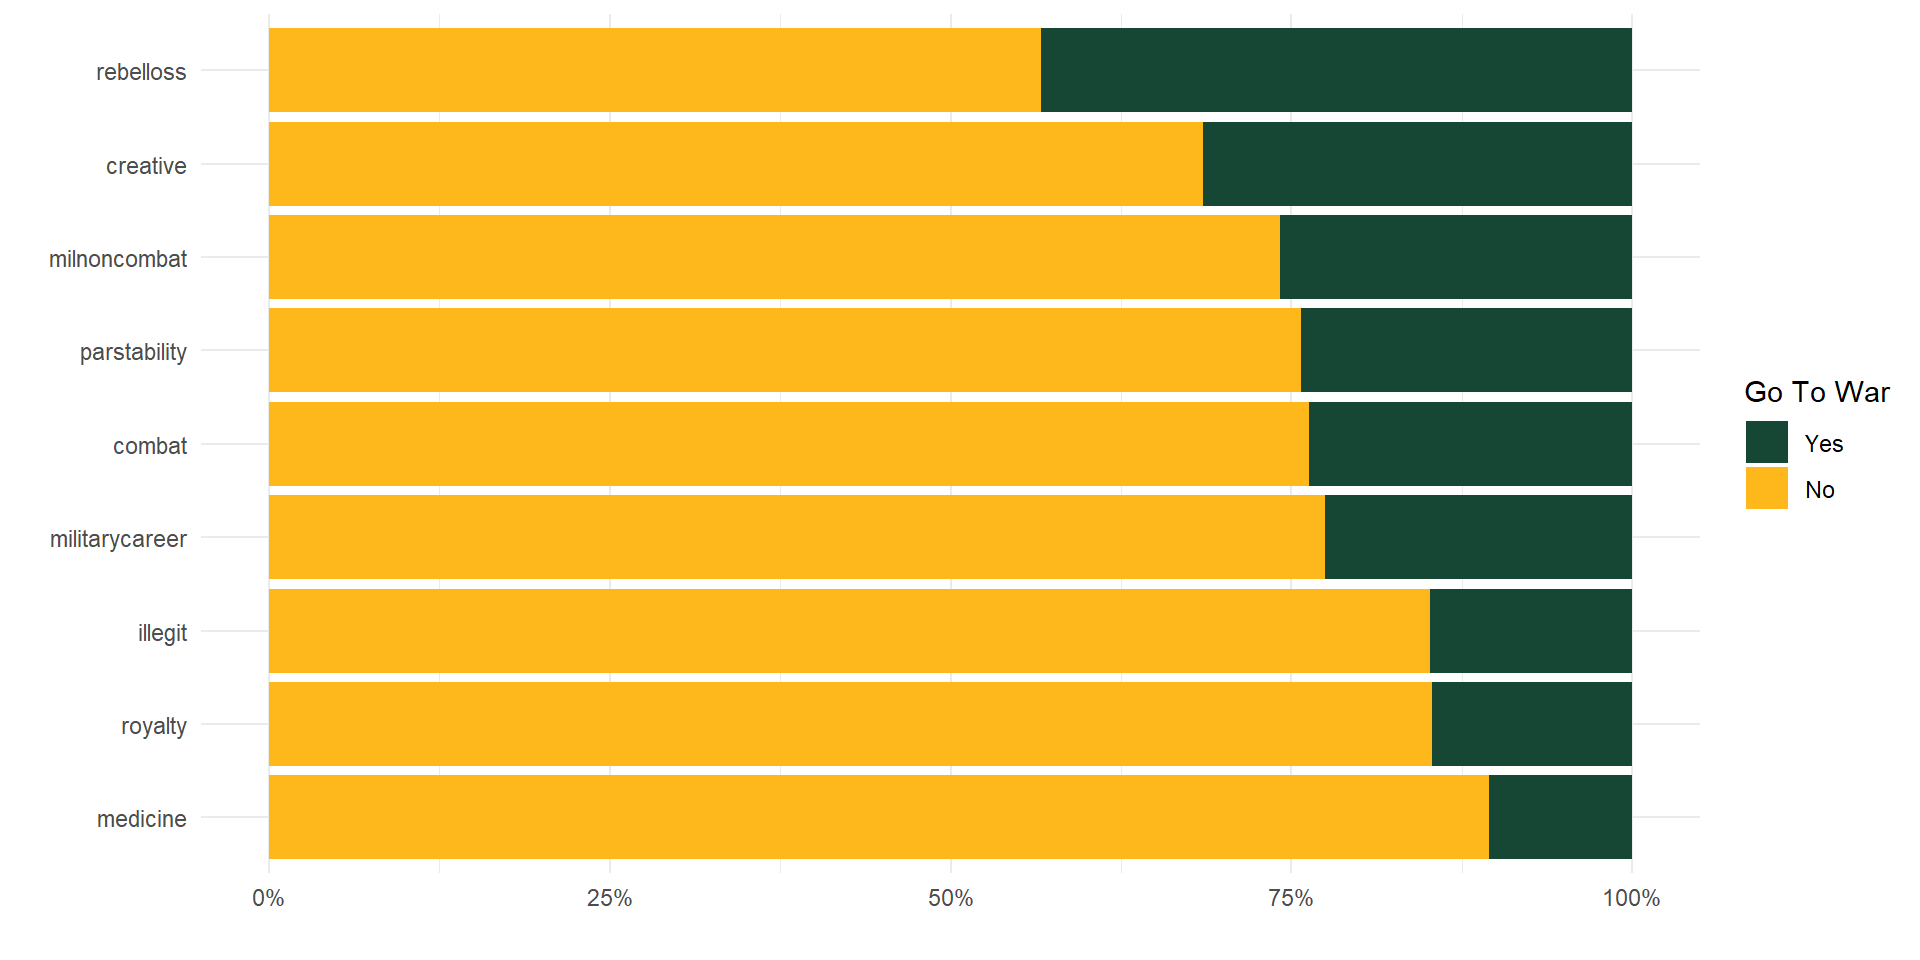 rebelloss
creative
milnoncombat
parstability
combat
militarycareer
illegit
royalty
medicine
0% 25% 50% 75% 100%
Go To War
Yes
No